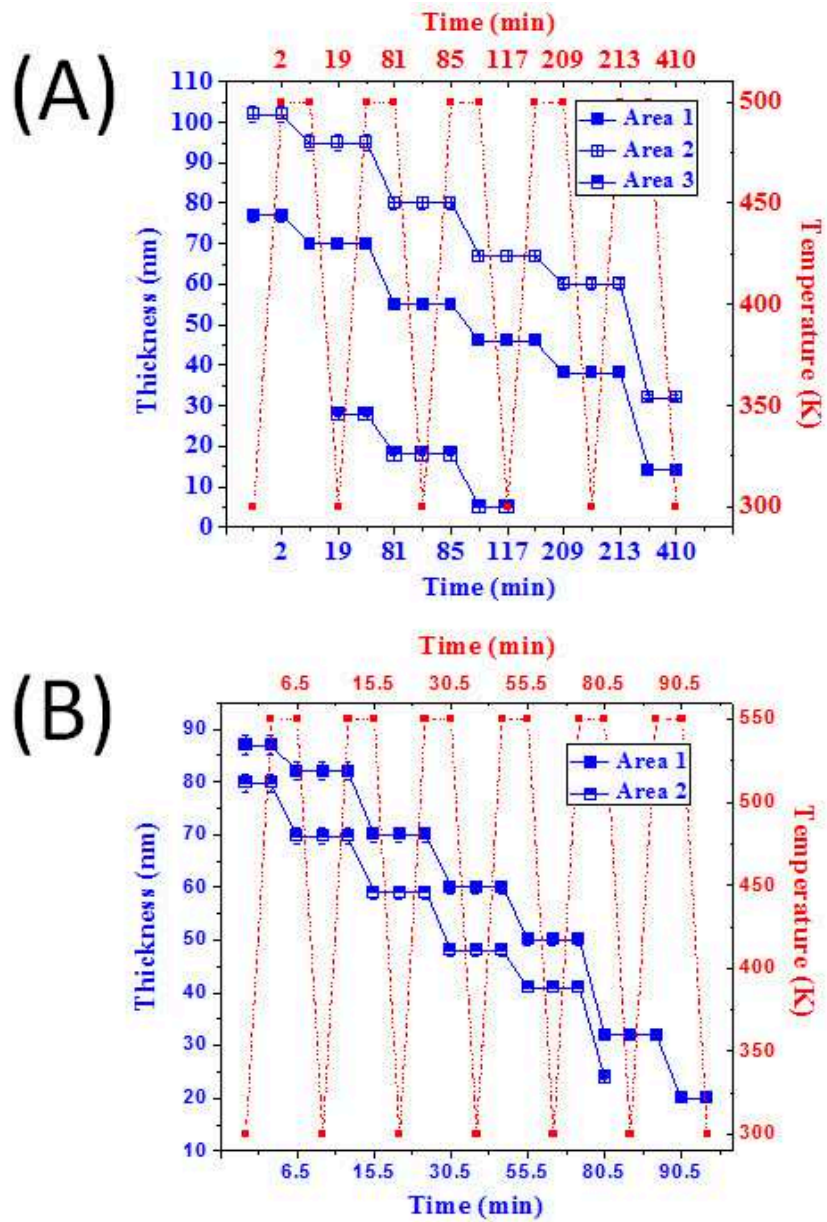 (A)
Time (min)
2 19 81 85 117 209 213 410
110
100
90
80
70
60
50
40
30
20
10
0
Thickness (nm)
Area 1
Area 2
Area 3
500
450
400
350
300
Temperature (K)
2 19 81 85 117 209 213 410
Time (min)
(B)
Time (min)
6.5 15.5 30.5 55.5 80.5 90.5
90
80
70
60
50
40
30
20
10
Thickness (nm)
Area 1
Area 2
550
500
450
400
350
300
Temperature (K)
6.5 15.5 30.5 55.5 80.5 90.5
Time (min)